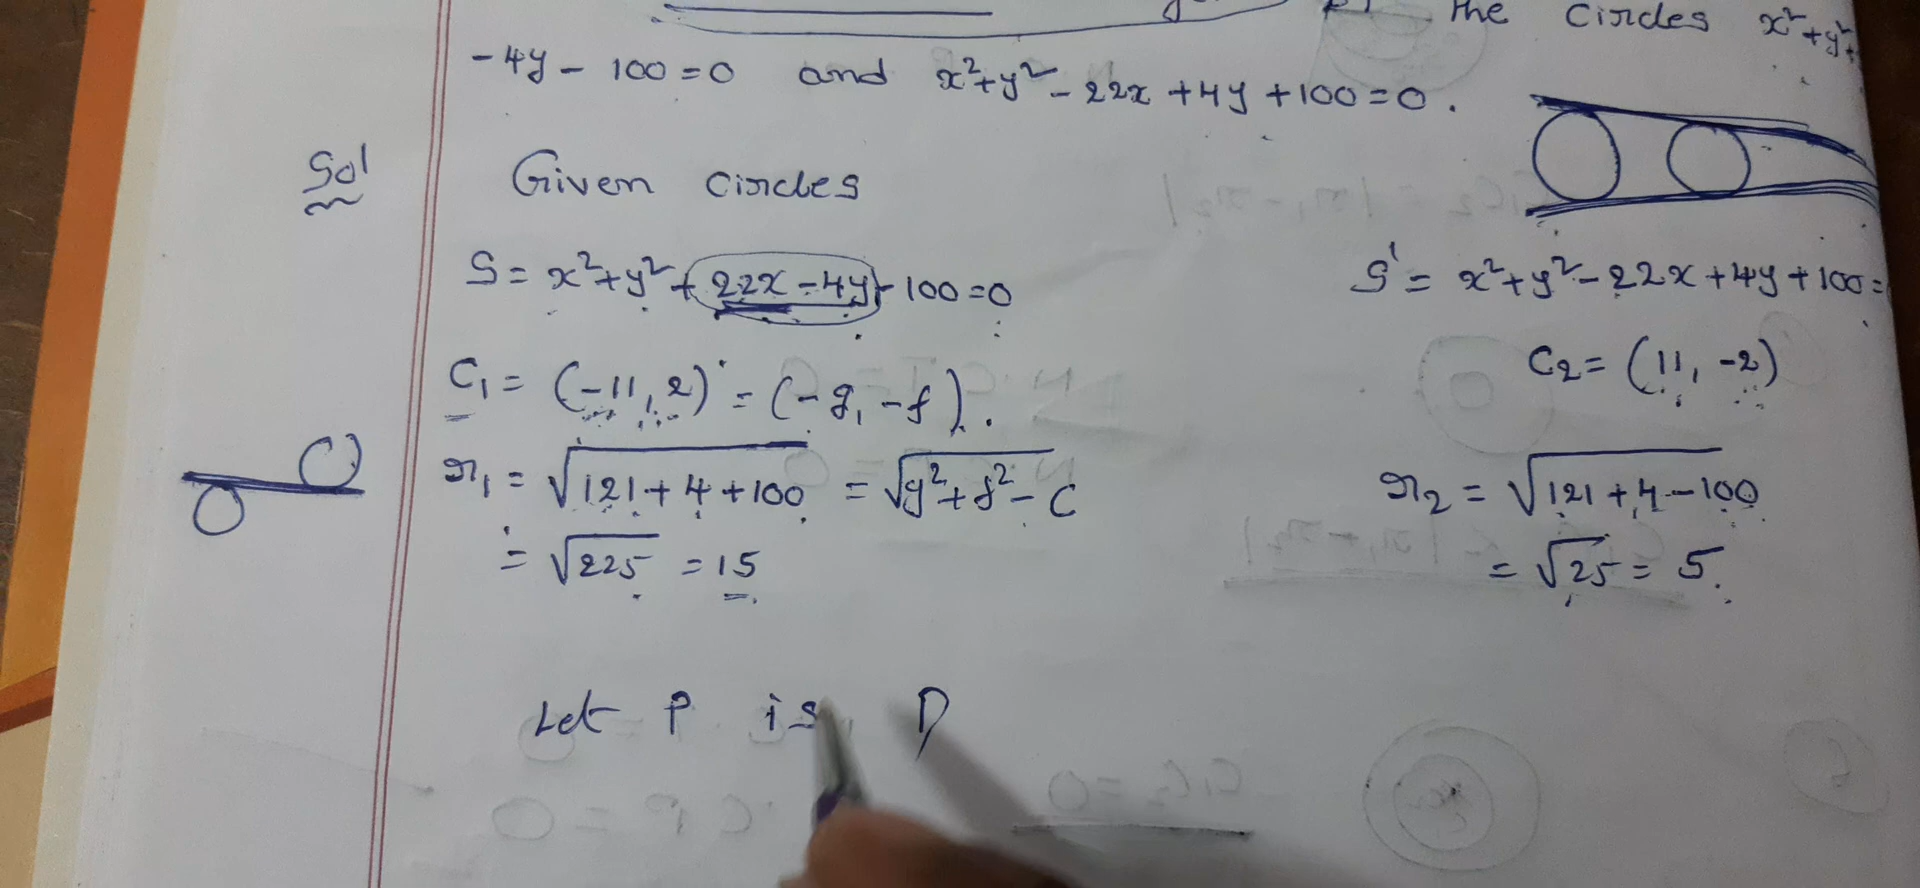 the circles x²+y²+
-4y - 100 = 0 and x²+y² - 22x + 4y + 100 = 0.
Sol Given circles
S = x²+y² + 22x - 4y - 100 = 0 S' = x²+y² - 22x + 4y + 100 =
C₁ = (-11, 2) = (-g, -f). C₂ = (11, -2)
r₁ = √121+4+100 = √g²+f²-c r₂ = √121+4-100
= √225 = 15 = √25 = 5.
Let P is